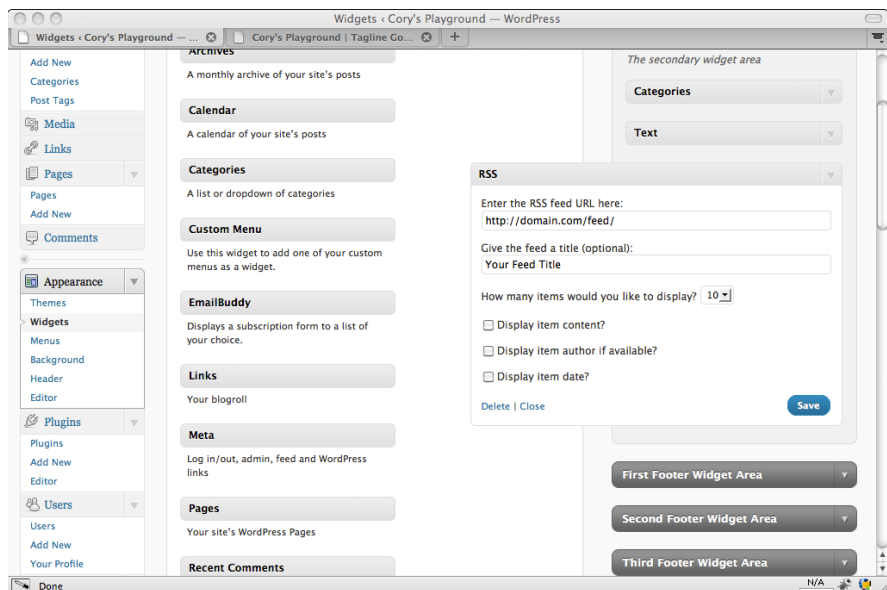 Widgets ‹ Cory's Playground — WordPress
Widgets ‹ Cory's Playground — ...
Cory's Playground | Tagline Go...
+
Add New
Categories
Post Tags
Media
Links
Pages
Pages
Add New
Comments
Appearance
Themes
Widgets
Menus
Background
Header
Editor
Plugins
Plugins
Add New
Editor
Users
Users
Add New
Your Profile
Archives
A monthly archive of your site's posts
Calendar
A calendar of your site's posts
Categories
A list or dropdown of categories
Custom Menu
Use this widget to add one of your custom
menus as a widget.
EmailBuddy
Displays a subscription form to a list of
your choice.
Links
Your blogroll
Meta
Log in/out, admin, feed and WordPress
links
Pages
Your site's WordPress Pages
Recent Comments
The secondary widget area
Categories
Text
RSS
Enter the RSS feed URL here:
http://domain.com/feed/
Give the feed a title (optional):
Your Feed Title
How many items would you like to display? 10
Display item content?
Display item author if available?
Display item date?
Delete | Close
Save
First Footer Widget Area
Second Footer Widget Area
Third Footer Widget Area
Done
N/A